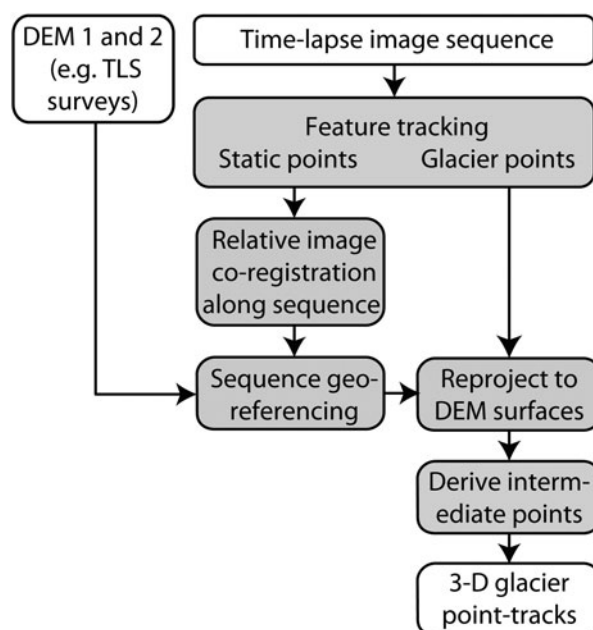 DEM 1 and 2
(e.g. TLS
surveys)
Time-lapse image sequence
Feature tracking
Static points
Glacier points
Relative image
co-registration
along sequence
Sequence geo-
referencing
Reproject to
DEM surfaces
Derive interm-
ediate points
3-D glacier
point-tracks